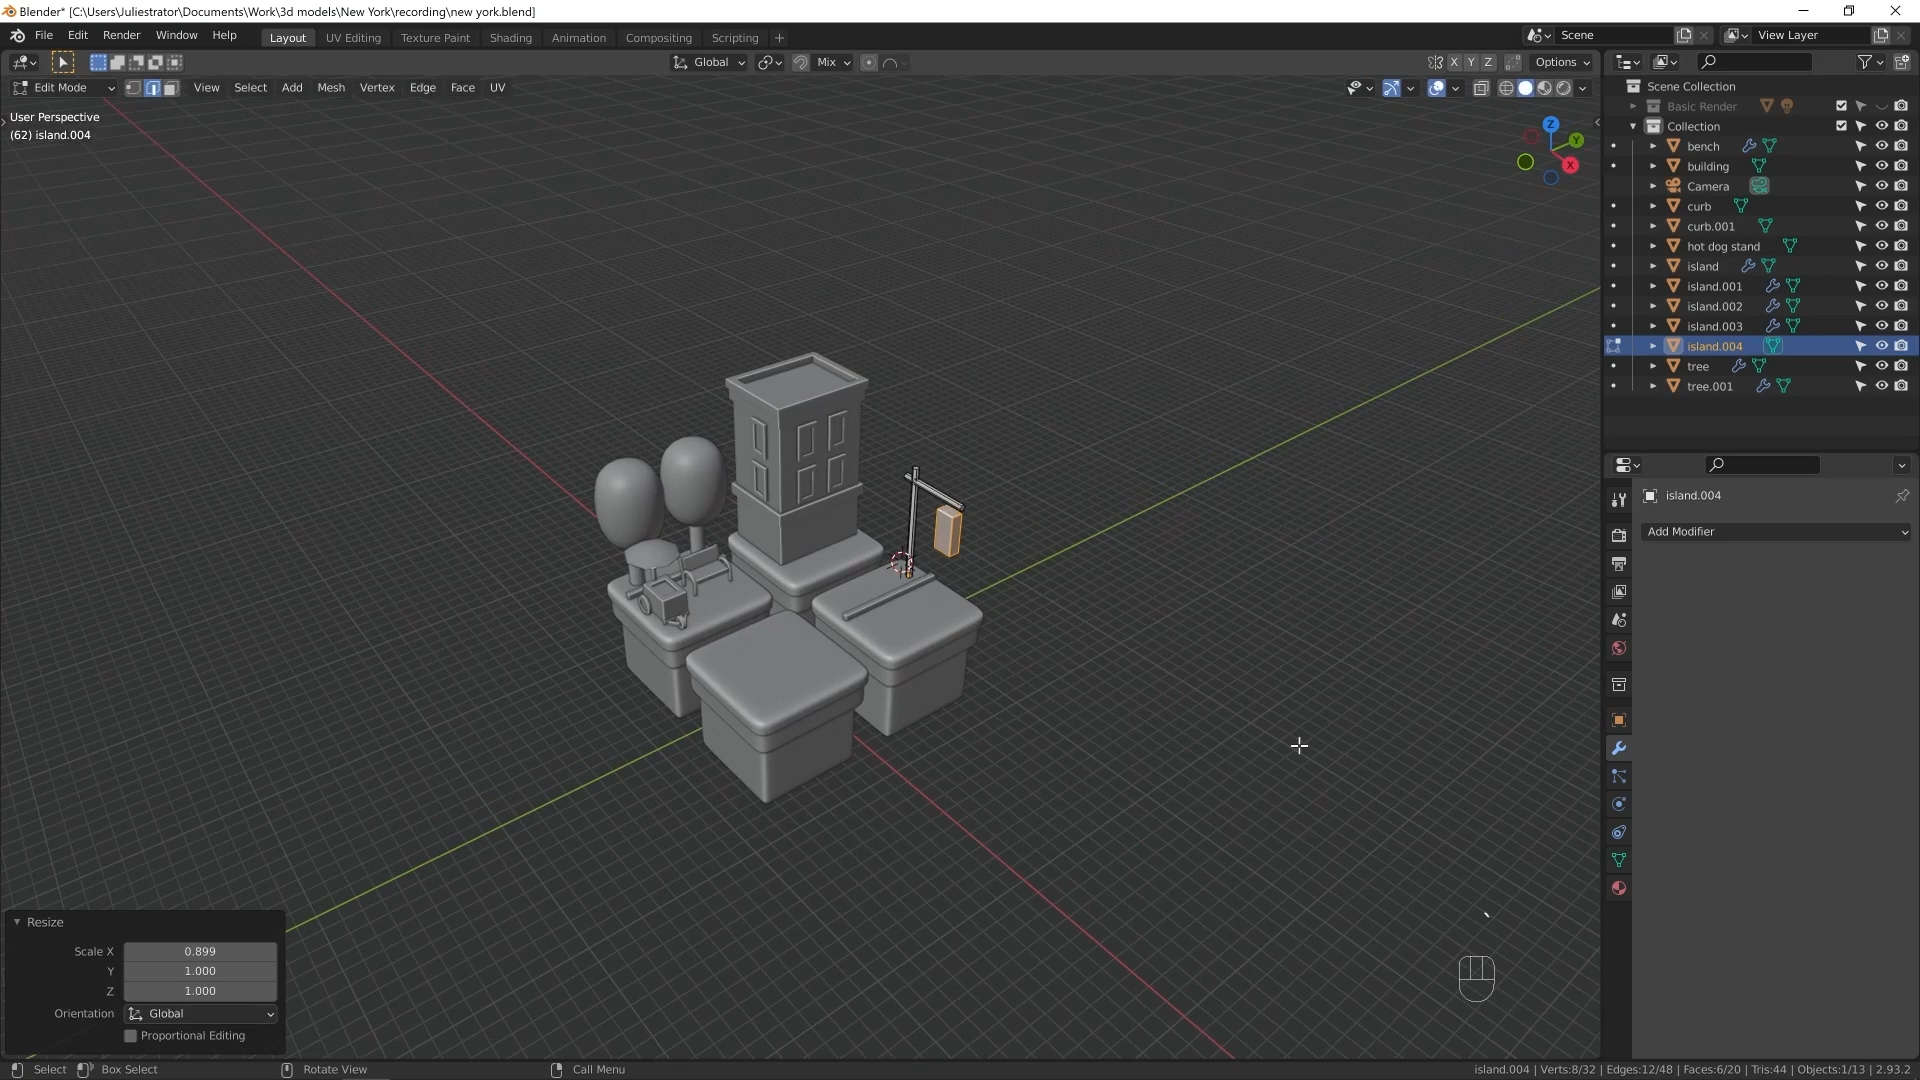 Blender* [C:\Users\Juliestrator\Documents\Work\3d models\New York\recording\new york.blend]
File Edit Render Window Help
Layout UV Editing Texture Paint Shading Animation Compositing Scripting +
Scene
View Layer
Global
Mix
X Y Z
Options
Edit Mode
View Select Add Mesh Vertex Edge Face UV
User Perspective
(62) island.004
Z
Y
X
Scene Collection
Basic Render
Collection
bench
building
Camera
curb
curb.001
hot dog stand
island
island.001
island.002
island.003
island.004
tree
tree.001
island.004
Add Modifier
Resize
Scale X 0.899
Y 1.000
Z 1.000
Orientation Global
Proportional Editing
Select Box Select Rotate View Call Menu
island.004 | Verts:8/32 | Edges:12/48 | Faces:6/20 | Tris:44 | Objects:1/13 | 2.93.2